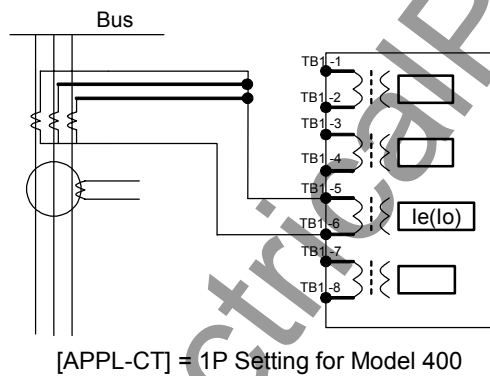 Bus
TB1 -1
TB1 -2
TB1 -3
TB1 -4
TB1 -5
Ie(Io)
TB1 -6
TB1 -7
TB1 -8
[APPL-CT] = 1P Setting for Model 400